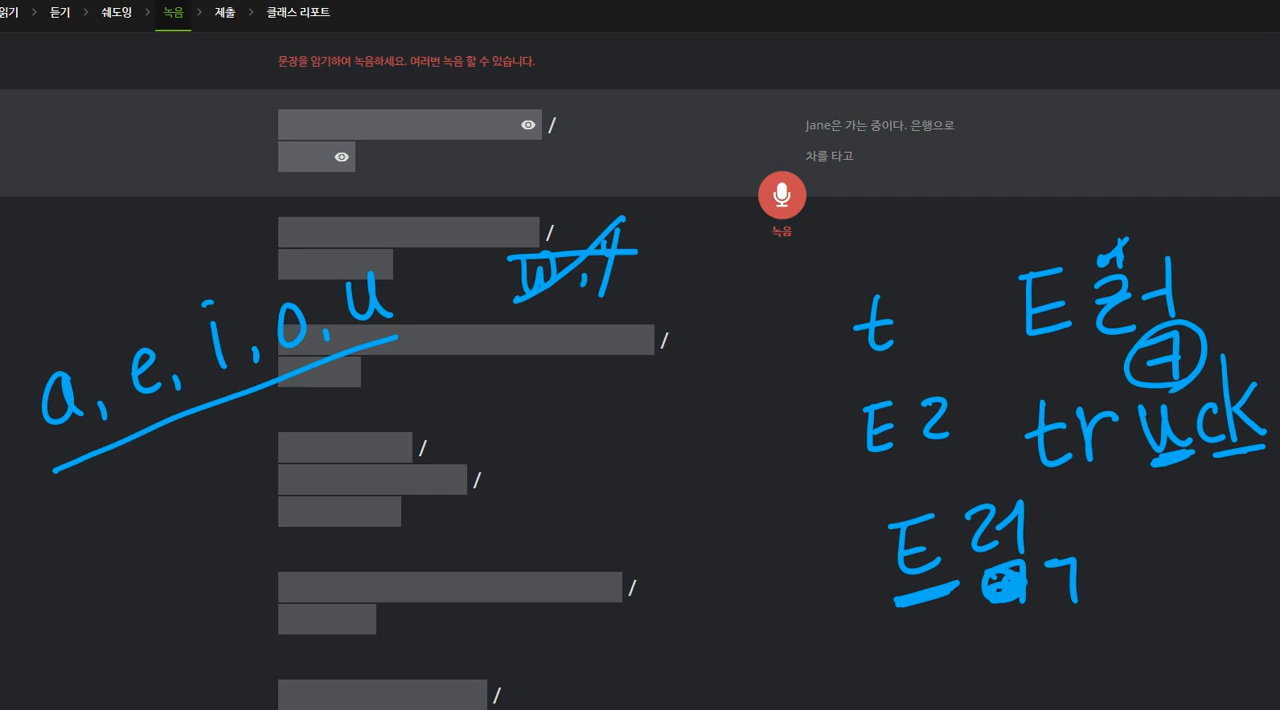 읽기 > 듣기 > 쉐도잉 > 녹음 > 제출 > 클래스 리포트
문장을 암기하여 녹음하세요. 여러번 녹음 할 수 있습니다.
/
Jane은 가는 중이다. 은행으로
차를 타고
녹음
/
/
/
/
/
/
a, e, i, o, u
t
ㅌ ㄹ
truck
ㅌ